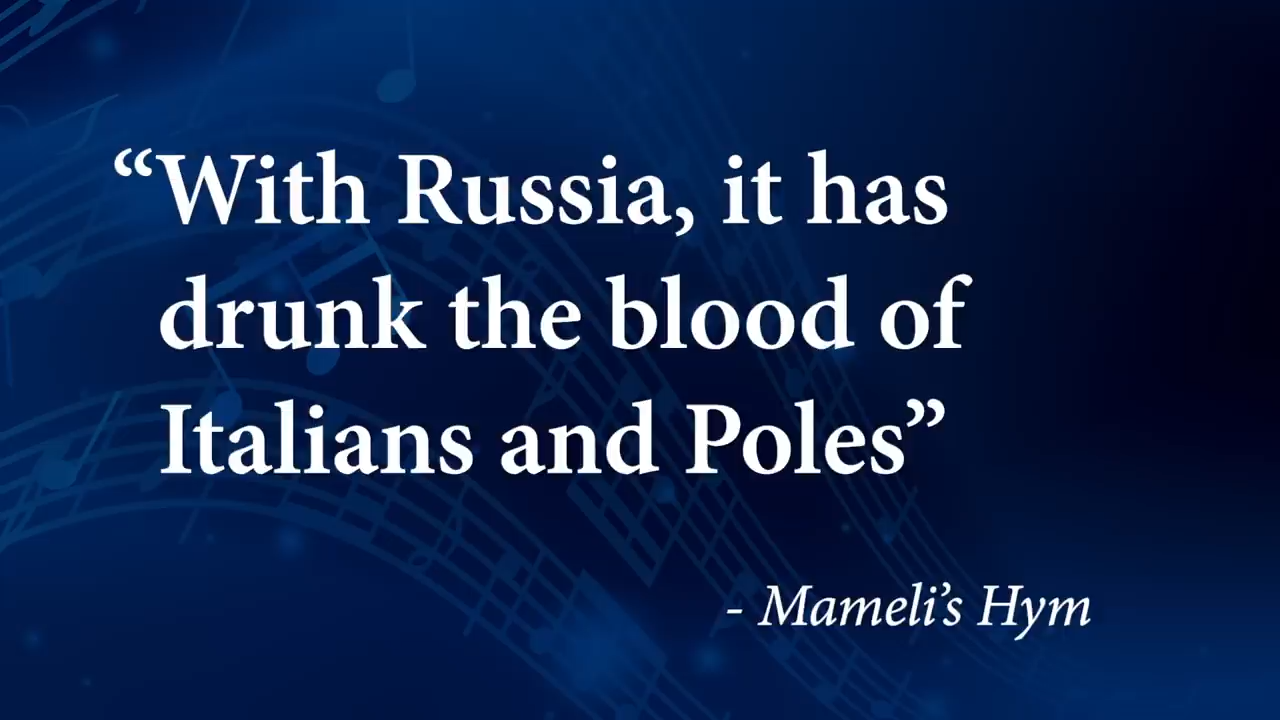 “With Russia, it has
drunk the blood of
Italians and Poles”
- Mameli’s Hym